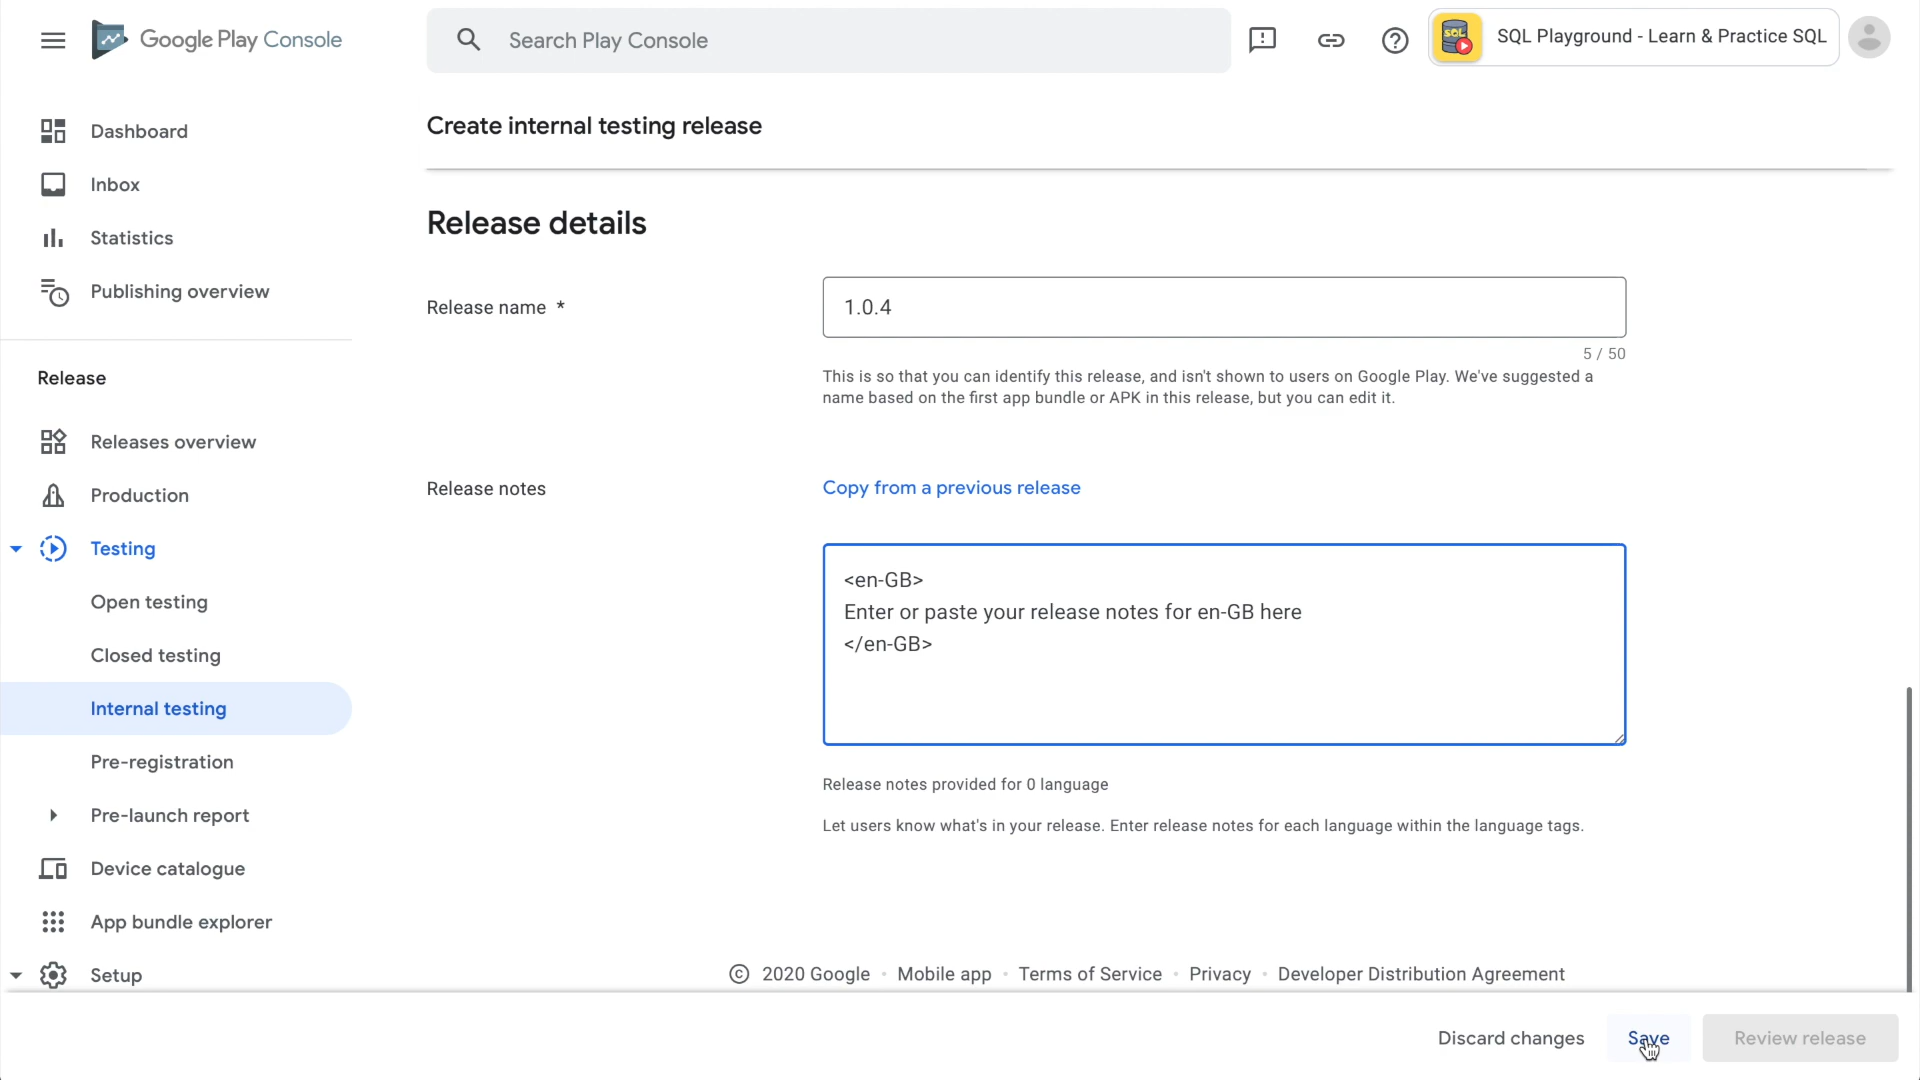 Google Play Console
Search Play Console
SQL
SQL Playground - Learn & Practice SQL
Dashboard
Inbox
Statistics
Publishing overview
Release
Releases overview
Production
Testing
Open testing
Closed testing
Internal testing
Pre-registration
Pre-launch report
Device catalogue
App bundle explorer
Setup
Create internal testing release
Release details
Release name *
1.0.4
5 / 50
This is so that you can identify this release, and isn't shown to users on Google Play. We've suggested a
name based on the first app bundle or APK in this release, but you can edit it.
Release notes
Copy from a previous release
<en-GB>
Enter or paste your release notes for en-GB here
</en-GB>
Release notes provided for 0 language
Let users know what's in your release. Enter release notes for each language within the language tags.
© 2020 Google · Mobile app · Terms of Service · Privacy · Developer Distribution Agreement
Discard changes
Save
Review release